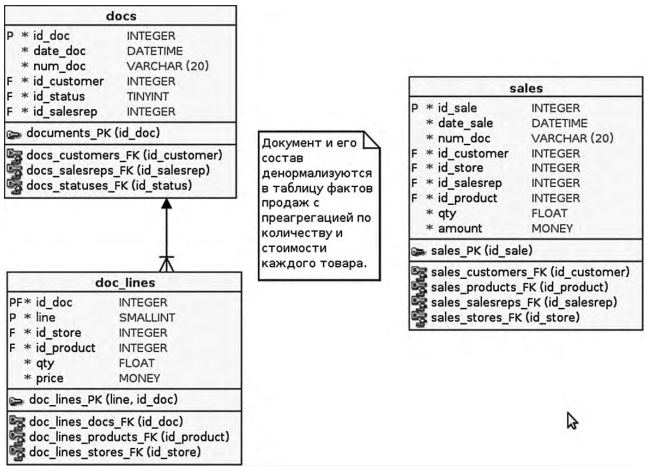 docs
P * id_doc INTEGER
* date_doc DATETIME
* num_doc VARCHAR (20)
F * id_customer INTEGER
F * id_status TINYINT
F * id_salesrep INTEGER
documents_PK (id_doc)
docs_customers_FK (id_customer)
docs_salesreps_FK (id_salesrep)
docs_statuses_FK (id_status)
Документ и его
состав
денормализуются
в таблицу фактов
продаж с
преагрегацией по
количеству и
стоимости
каждого товара.
sales
P * id_sale INTEGER
* date_sale DATETIME
* num_doc VARCHAR (20)
F * id_customer INTEGER
F * id_store INTEGER
F * id_salesrep INTEGER
F * id_product INTEGER
* qty FLOAT
* amount MONEY
sales_PK (id_sale)
sales_customers_FK (id_customer)
sales_products_FK (id_product)
sales_salesreps_FK (id_salesrep)
sales_stores_FK (id_store)
doc_lines
PF * id_doc INTEGER
P * line SMALLINT
F * id_store INTEGER
F * id_product INTEGER
* qty FLOAT
* price MONEY
doc_lines_PK (line, id_doc)
doc_lines_docs_FK (id_doc)
doc_lines_products_FK (id_product)
doc_lines_stores_FK (id_store)